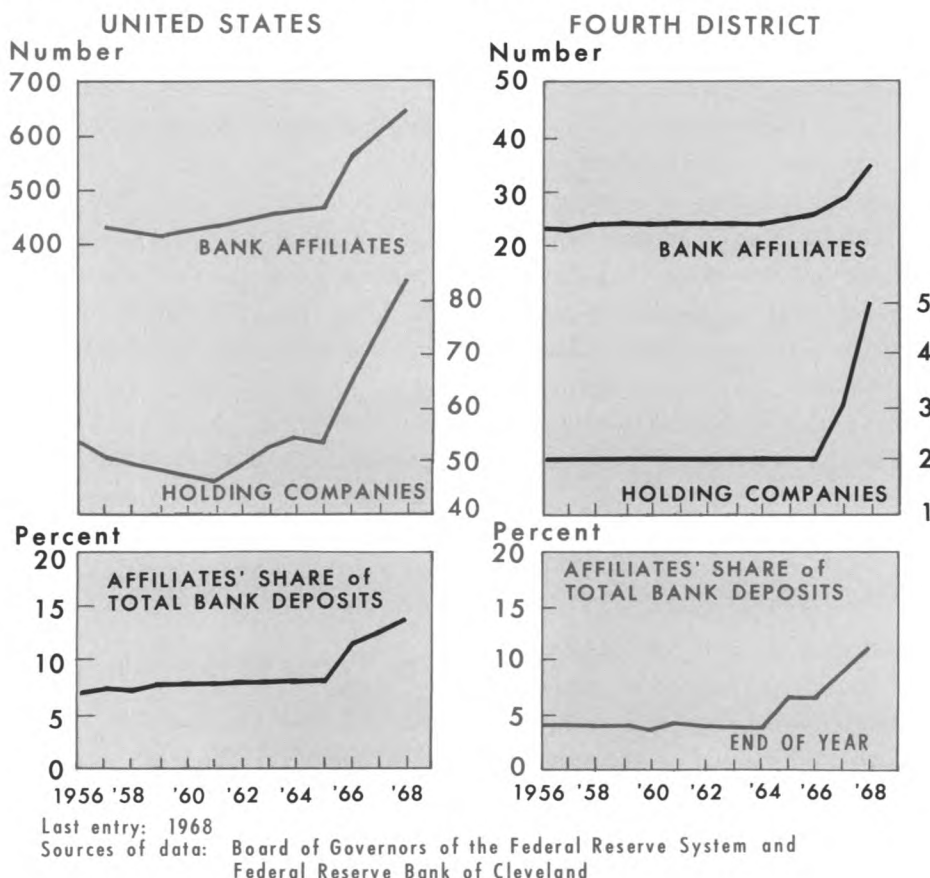 UNITED STATES
Number
700
600
500
400
BANK AFFILIATES
80
70
60
50
40
HOLDING COMPANIES
Percent
20
15
10
5
0
AFFILIATES' SHARE of
TOTAL BANK DEPOSITS
1956 '58 '60 '62 '64 '66 '68
FOURTH DISTRICT
Number
50
40
30
20
BANK AFFILIATES
5
4
3
2
1
HOLDING COMPANIES
Percent
20
15
10
5
0
AFFILIATES' SHARE of
TOTAL BANK DEPOSITS
END OF YEAR
1956 '58 '60 '62 '64 '66 '68
Last entry: 1968
Sources of data: Board of Governors of the Federal Reserve System and
Federal Reserve Bank of Cleveland